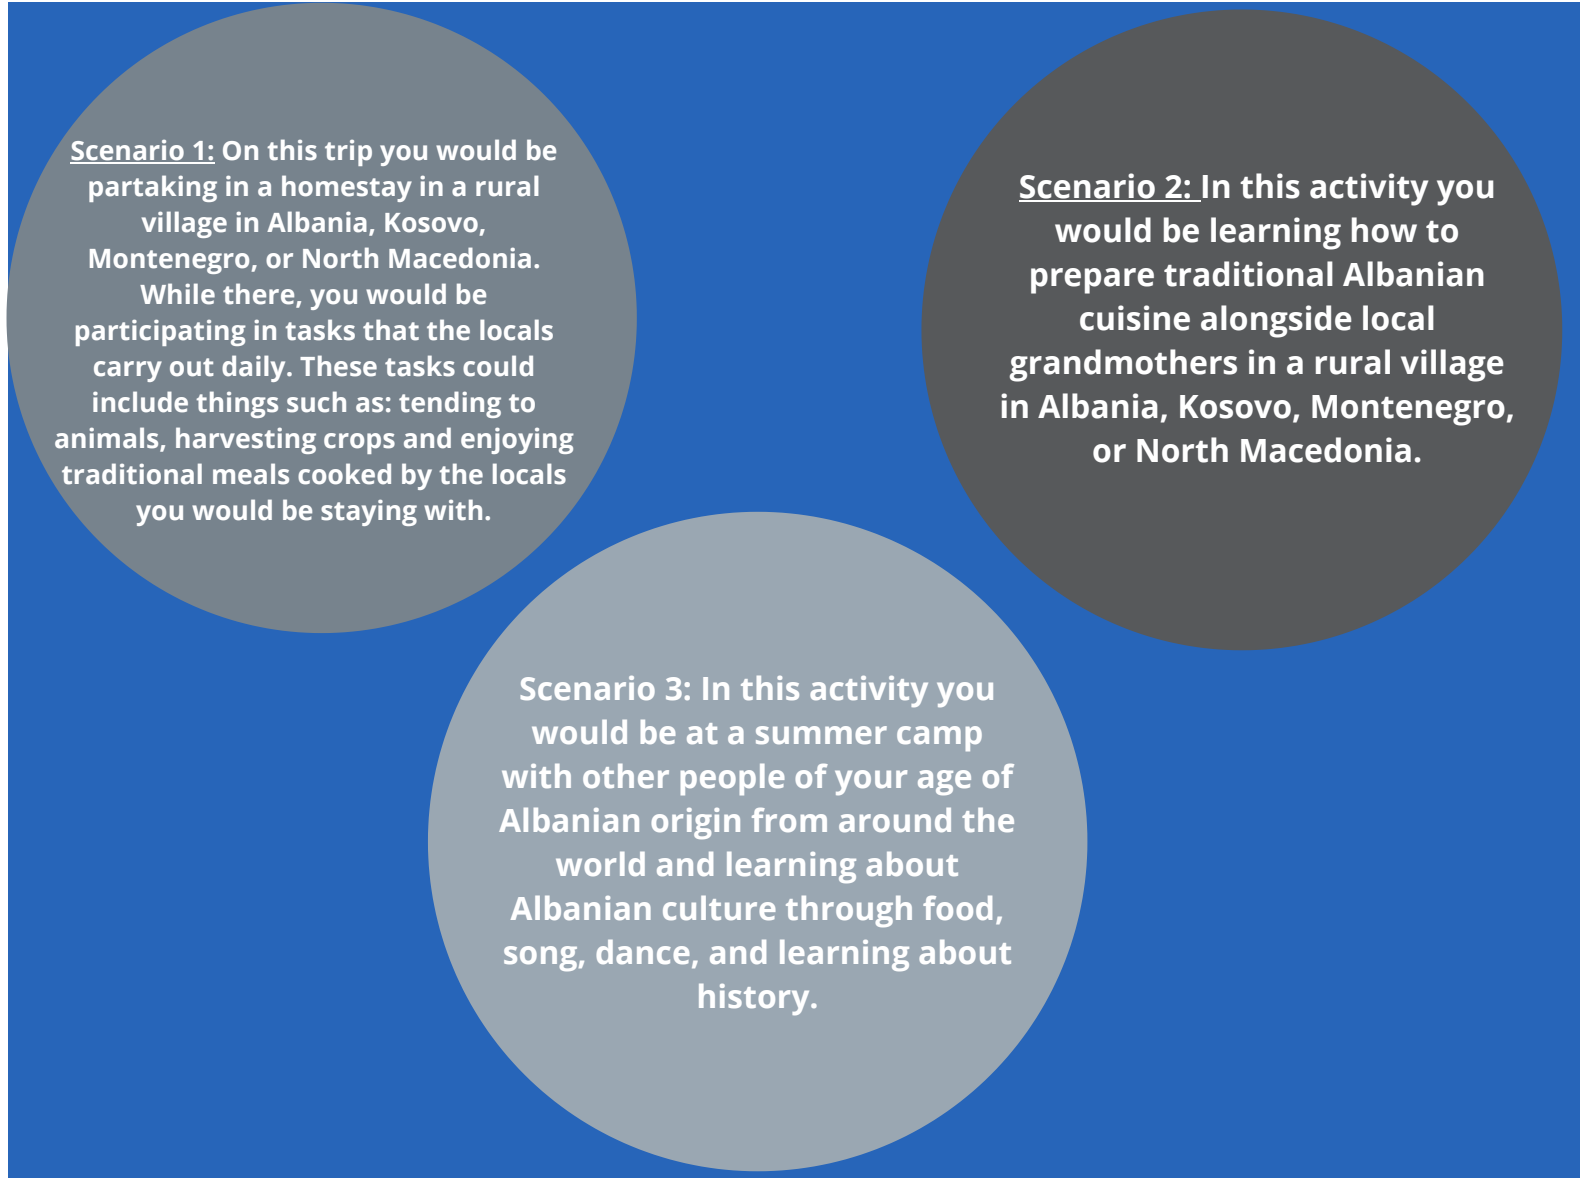 Scenario 1: On this trip you would be
partaking in a homestay in a rural
village in Albania, Kosovo,
Montenegro, or North Macedonia.
While there, you would be
participating in tasks that the locals
carry out daily. These tasks could
include things such as: tending to
animals, harvesting crops and enjoying
traditional meals cooked by the locals
you would be staying with.
Scenario 2: In this activity you
would be learning how to
prepare traditional Albanian
cuisine alongside local
grandmothers in a rural village
in Albania, Kosovo, Montenegro,
or North Macedonia.
Scenario 3: In this activity you
would be at a summer camp
with other people of your age of
Albanian origin from around the
world and learning about
Albanian culture through food,
song, dance, and learning about
history.